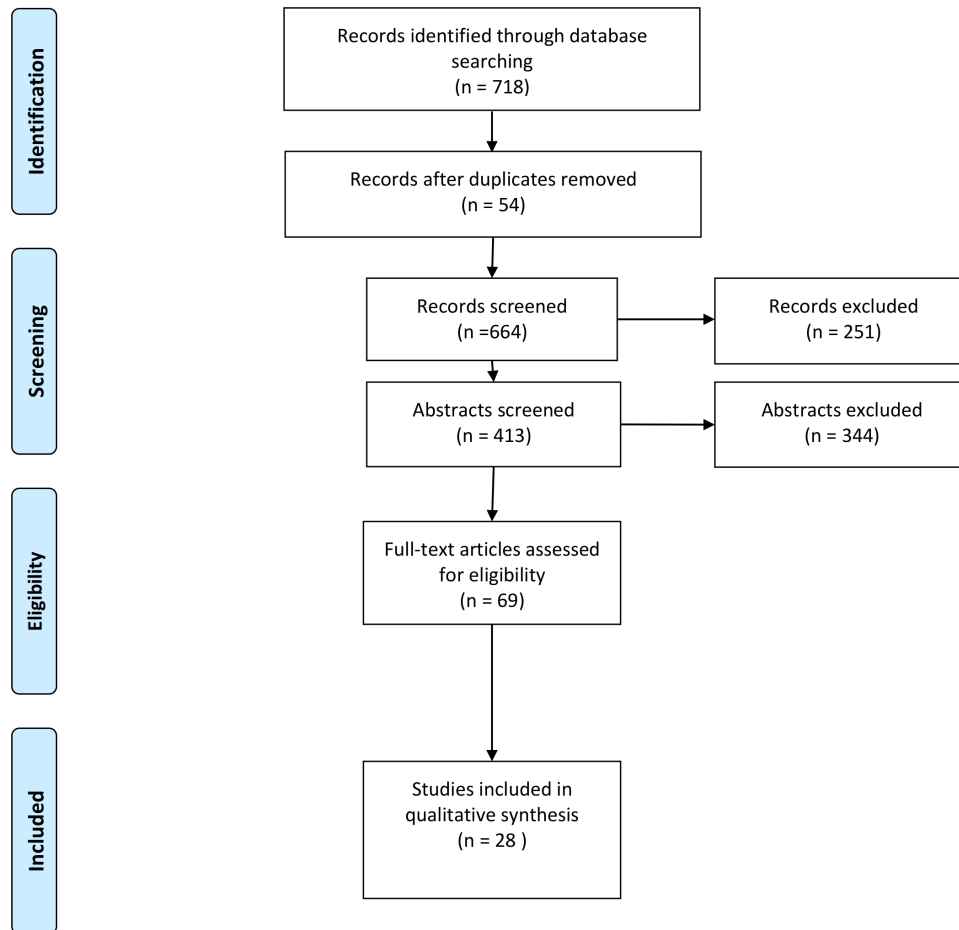 Identification
Records identified through database
searching
(n = 718)
Records after duplicates removed
(n = 54)
Screening
Records screened
(n =664)
Records excluded
(n = 251)
Abstracts screened
(n = 413)
Abstracts excluded
(n = 344)
Eligibility
Full-text articles assessed
for eligibility
(n = 69)
Included
Studies included in
qualitative synthesis
(n = 28 )